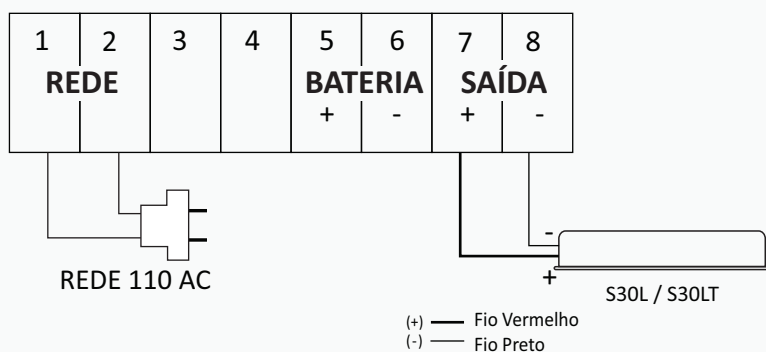 1 2 3 4 5 6 7 8
REDE BATERIA SAÍDA
+ - + -
-
+
REDE 110 AC
S30L / S30LT
(+) Fio Vermelho
(-) Fio Preto